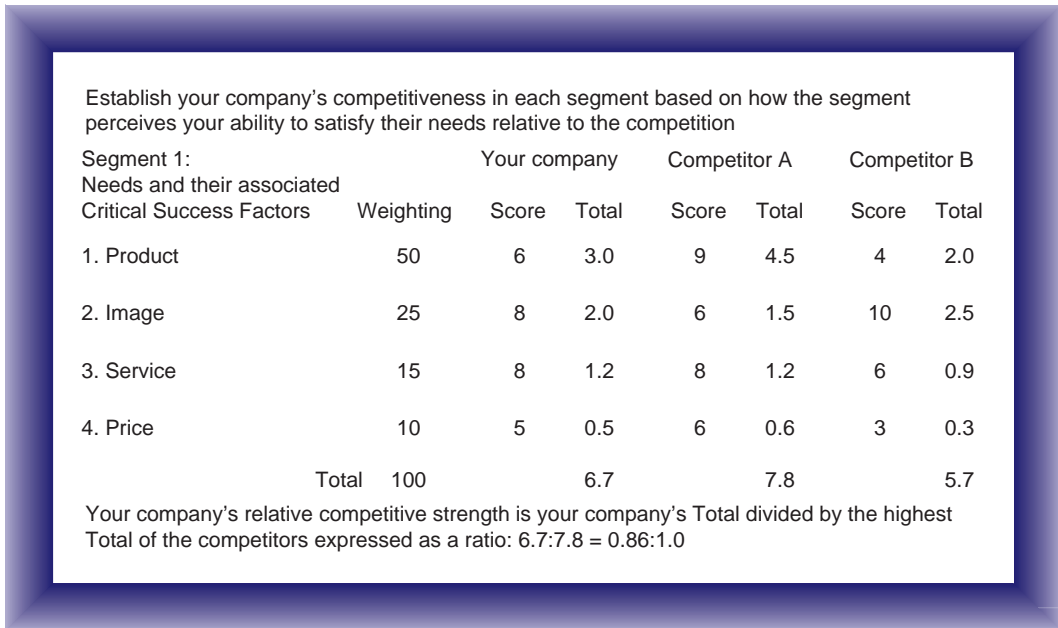 Establish your company's competitiveness in each segment based on how the segment
perceives your ability to satisfy their needs relative to the competition
Segment 1: Your company Competitor A Competitor B
Needs and their associated
Critical Success Factors Weighting Score Total Score Total Score Total
1. Product 50 6 3.0 9 4.5 4 2.0
2. Image 25 8 2.0 6 1.5 10 2.5
3. Service 15 8 1.2 8 1.2 6 0.9
4. Price 10 5 0.5 6 0.6 3 0.3
Total 100 6.7 7.8 5.7
Your company's relative competitive strength is your company's Total divided by the highest
Total of the competitors expressed as a ratio: 6.7:7.8 = 0.86:1.0